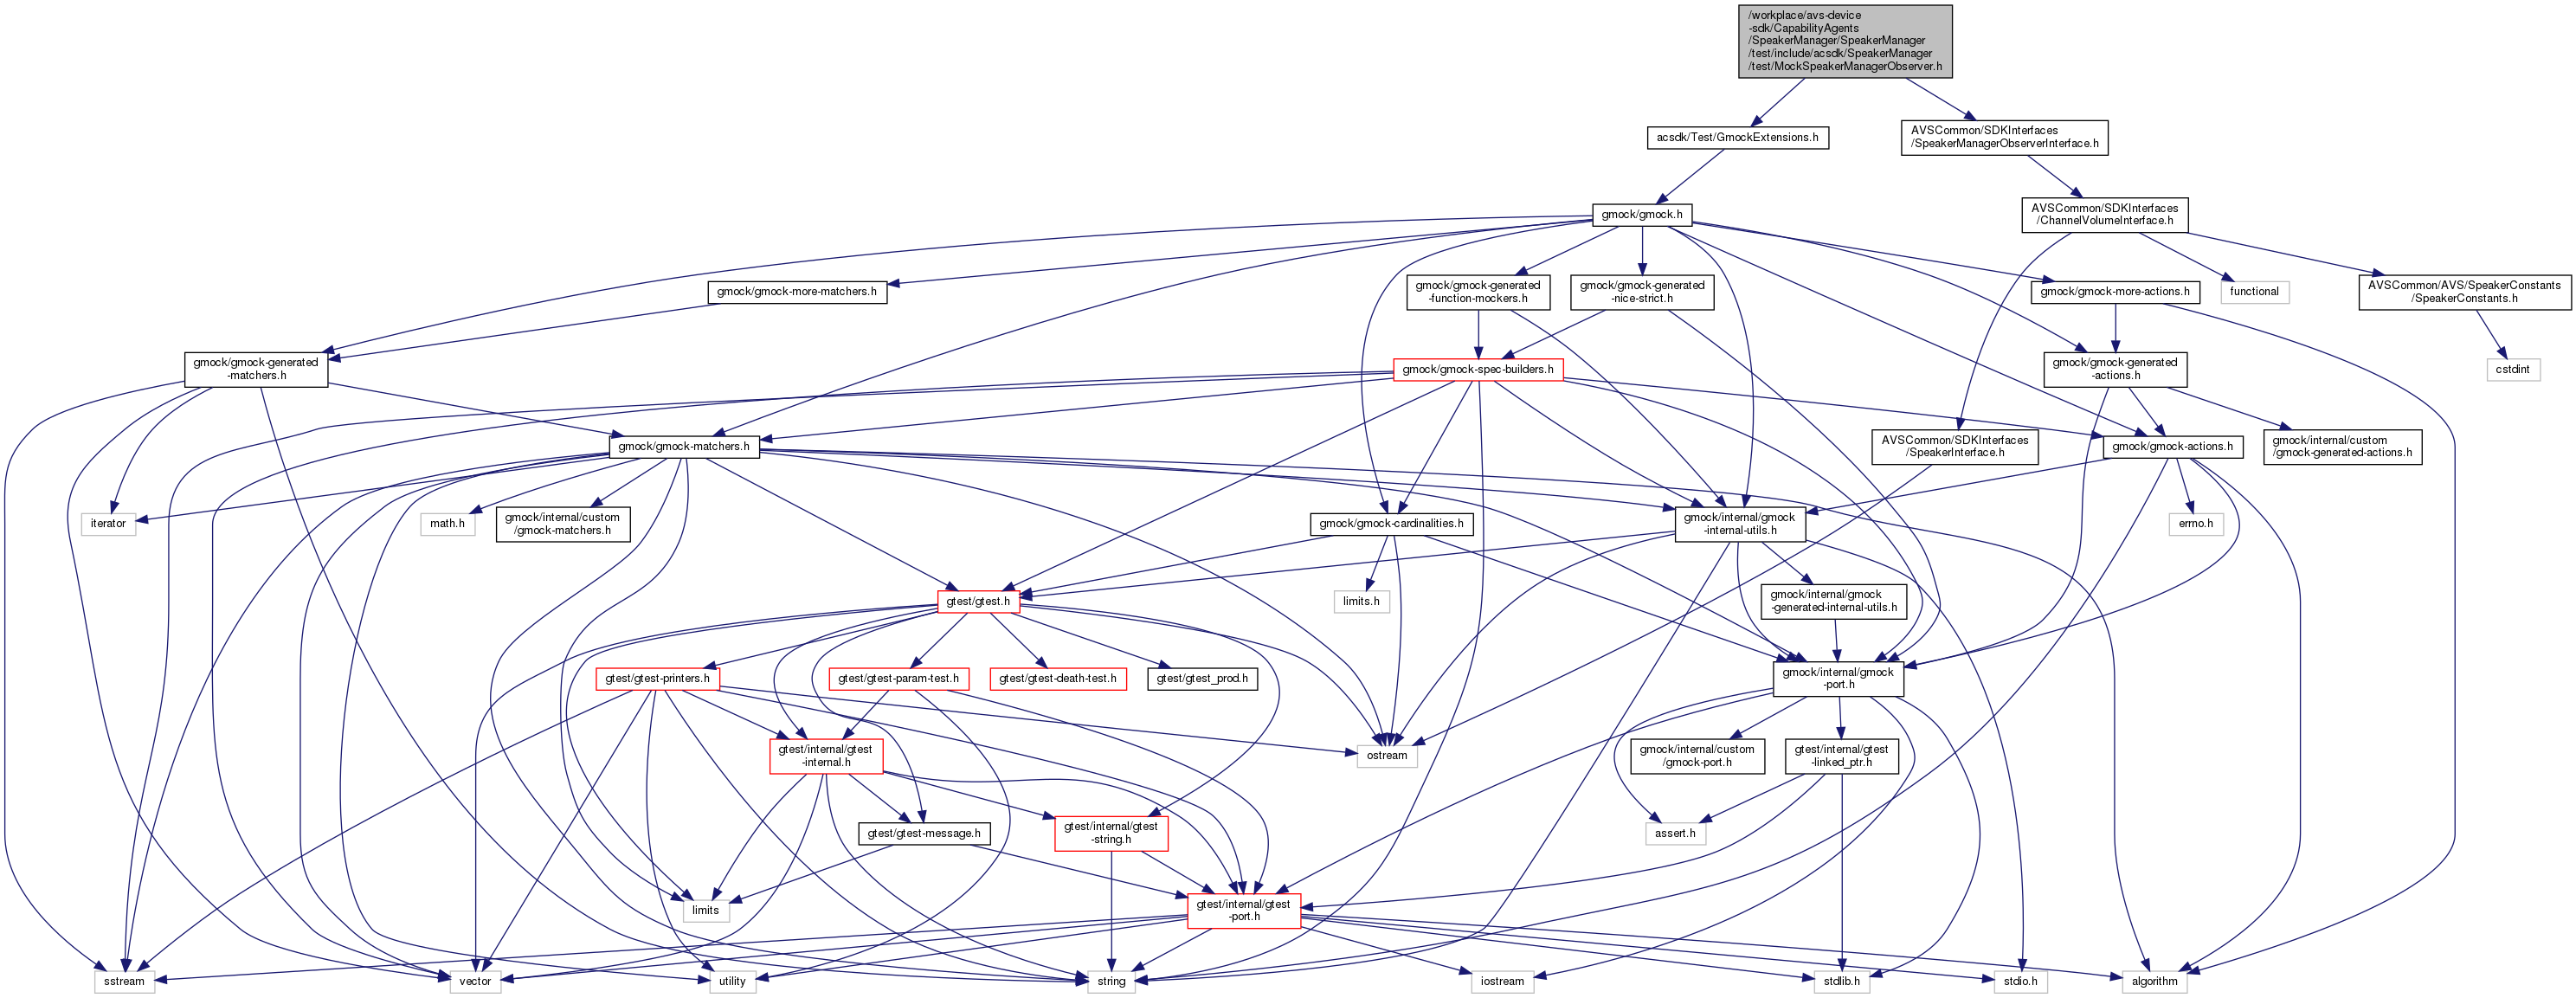 /workplace/avs-device
-sdk/CapabilityAgents
/SpeakerManager/SpeakerManager
/test/include/acsdk/SpeakerManager
/test/MockSpeakerManagerObserver.h
acsdk/Test/GmockExtensions.h
AVSCommon/SDKInterfaces
/SpeakerManagerObserverInterface.h
gmock/gmock.h
AVSCommon/SDKInterfaces
/ChannelVolumeInterface.h
gmock/gmock-more-matchers.h
gmock/gmock-generated
-function-mockers.h
gmock/gmock-generated
-nice-strict.h
gmock/gmock-more-actions.h
functional
AVSCommon/AVS/SpeakerConstants
/SpeakerConstants.h
gmock/gmock-generated
-matchers.h
gmock/gmock-spec-builders.h
gmock/gmock-generated
-actions.h
cstdint
gmock/gmock-matchers.h
AVSCommon/SDKInterfaces
/SpeakerInterface.h
gmock/gmock-actions.h
gmock/internal/custom
/gmock-generated-actions.h
iterator
math.h
gmock/internal/custom
/gmock-matchers.h
gmock/gmock-cardinalities.h
gmock/internal/gmock
-internal-utils.h
errno.h
gtest/gtest.h
limits.h
gmock/internal/gmock
-generated-internal-utils.h
gtest/gtest-printers.h
gtest/gtest-param-test.h
gtest/gtest-death-test.h
gtest/gtest_prod.h
gmock/internal/gmock
-port.h
gtest/internal/gtest
-internal.h
ostream
gmock/internal/custom
/gmock-port.h
gtest/internal/gtest
-linked_ptr.h
gtest/gtest-message.h
gtest/internal/gtest
-string.h
assert.h
limits
gtest/internal/gtest
-port.h
sstream
vector
utility
string
iostream
stdlib.h
stdio.h
algorithm